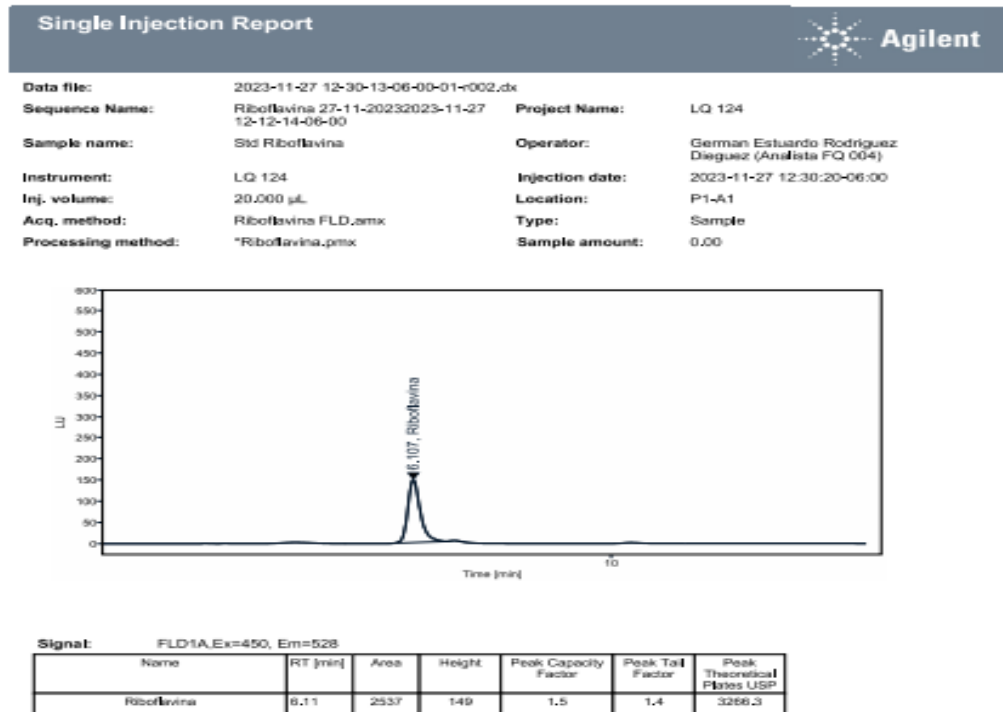 Single Injection Report
Agilent
Data file: 2023-11-27 12-30-13-06-00-01-r002.dx
Sequence Name: Riboflavina 27-11-20232023-11-27 12-12-14-06-00 Project Name: LQ 124
Sample name: Std Riboflavina Operator: German Estuardo Rodriguez Dieguez (Analista FQ 004)
Instrument: LQ 124 Injection date: 2023-11-27 12:30:20-06:00
Inj. volume: 20.000 µL Location: P1-A1
Acq. method: Riboflavina FLD.amx Type: Sample
Processing method: *Riboflavina.pmx Sample amount: 0.00
600
550
500
450
400
350
300
250
200
150
100
50
0
LU
6.107, Riboflavina
10
Time [min]
Signal: FLD1A,Ex=450, Em=528
Name RT [min] Area Height Peak Capacity Factor Peak Tail Factor Peak Theoretical Plates USP
Riboflavina 6.11 2537 149 1.5 1.4 3266.3